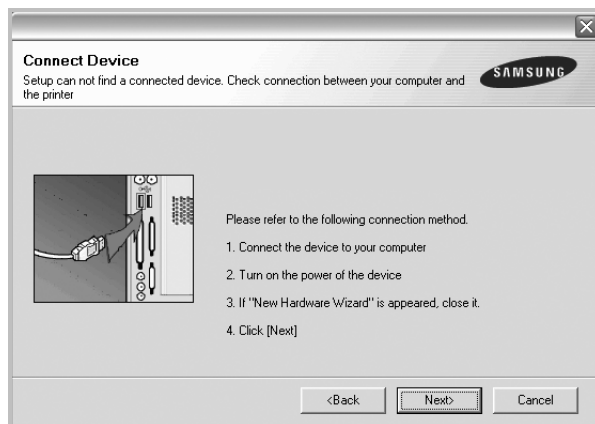 Connect Device
Setup can not find a connected device. Check connection between your computer and
the printer
SAMSUNG
Please refer to the following connection method.
1. Connect the device to your computer
2. Turn on the power of the device
3. If "New Hardware Wizard" is appeared, close it.
4. Click [Next]
<Back
Next>
Cancel